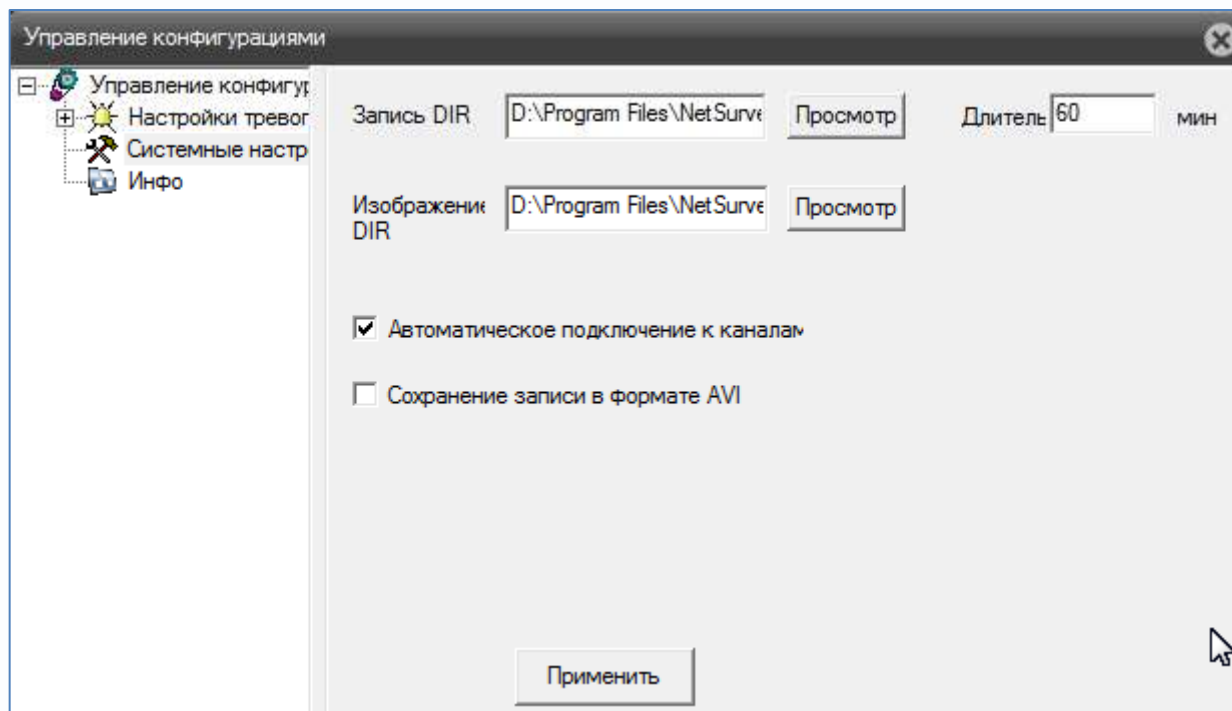 Управление конфигурациями
Управление конфигур
Настройки тревог
Системные настр
Инфо
Запись DIR D:\Program Files\NetSurve Просмотр Длитель 60 мин
Изображение DIR D:\Program Files\NetSurve Просмотр
Автоматическое подключение к каналам
Сохранение записи в формате AVI
Применить